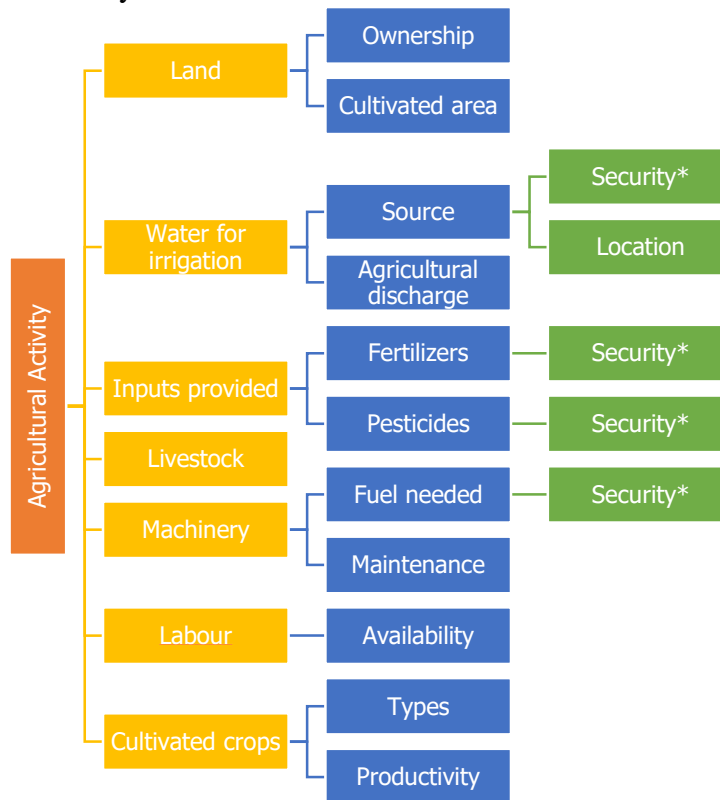 Agricultural Activity
Land
Ownership
Cultivated area
Water for
irrigation
Source
Security*
Location
Agricultural
discharge
Inputs provided
Fertilizers
Security*
Pesticides
Security*
Livestock
Machinery
Fuel needed
Security*
Maintenance
Labour
Availability
Cultivated crops
Types
Productivity